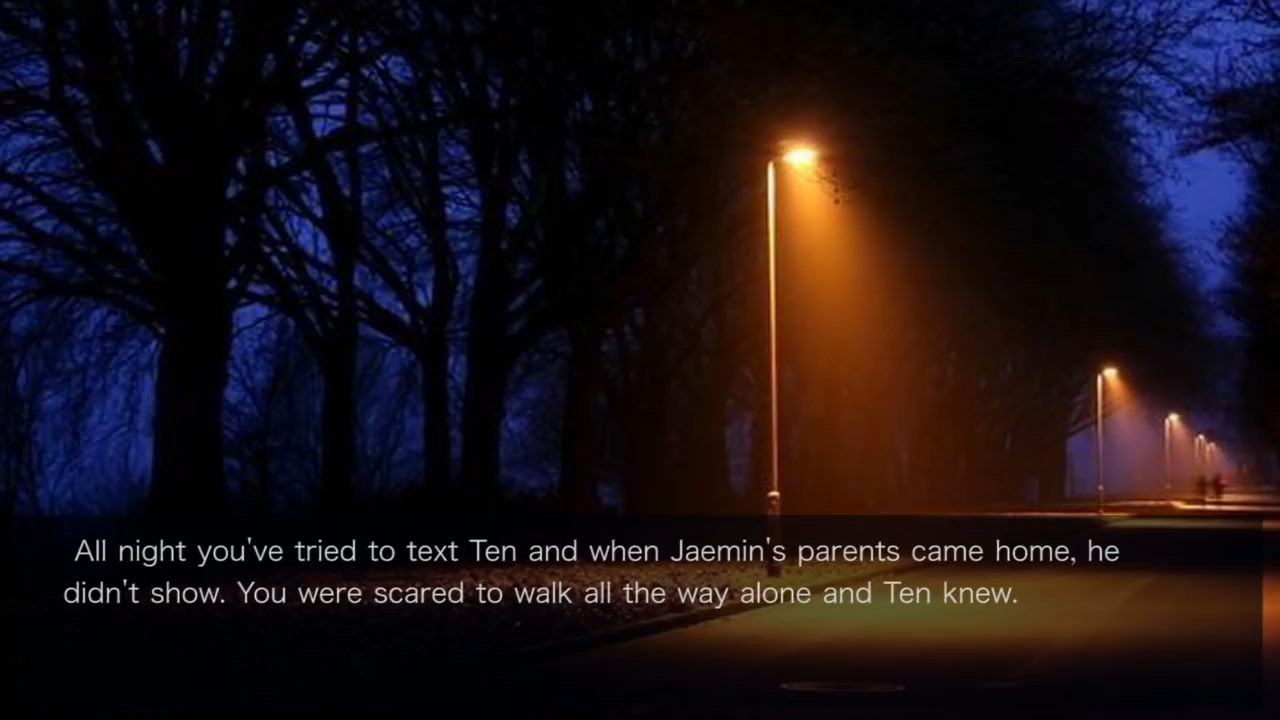 All night you've tried to text Ten and when Jaemin's parents came home, he
didn't show. You were scared to walk all the way alone and Ten knew.